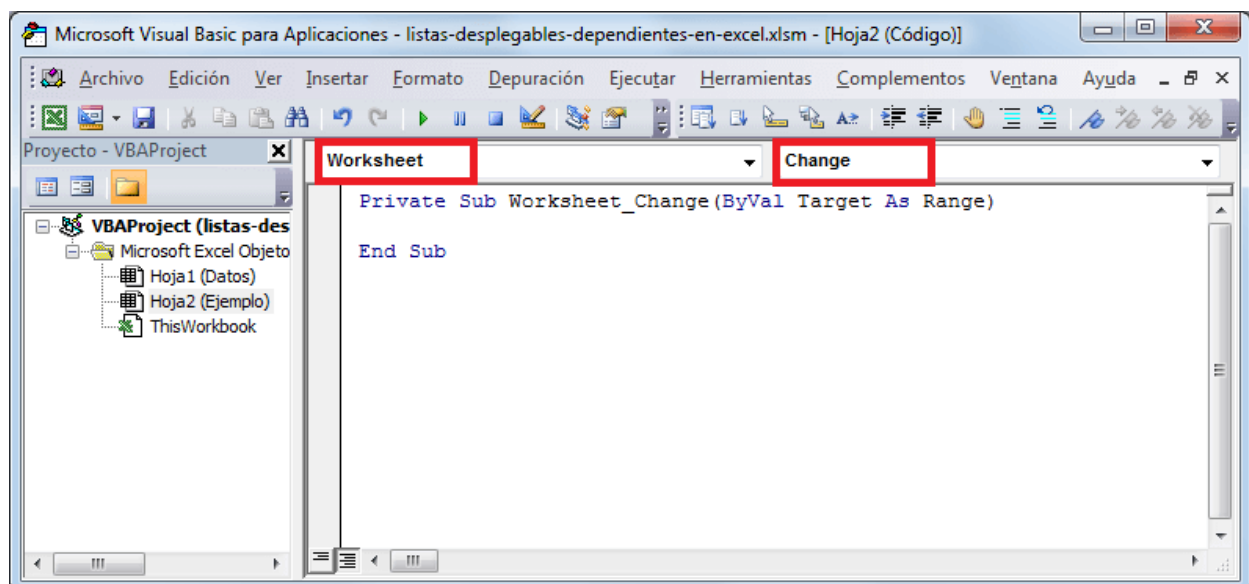 Microsoft Visual Basic para Aplicaciones - listas-desplegables-dependientes-en-excel.xlsm - [Hoja2 (Código)]
Archivo Edición Ver Insertar Formato Depuración Ejecutar Herramientas Complementos Ventana Ayuda
Proyecto - VBAProject
Worksheet Change
Private Sub Worksheet_Change(ByVal Target As Range)
End Sub
VBAProject (listas-des
Microsoft Excel Objeto
Hoja1 (Datos)
Hoja2 (Ejemplo)
ThisWorkbook